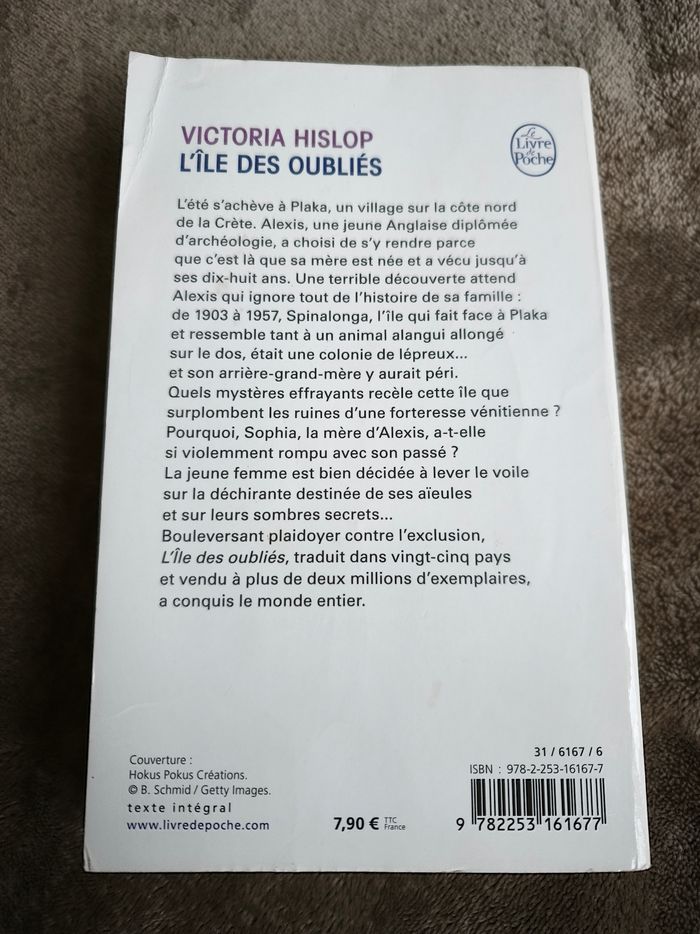 VICTORIA HISLOP
L'ÎLE DES OUBLIÉS
Le
Livre
de
Poche
L'été s'achève à Plaka, un village sur la côte nord
de la Crète. Alexis, une jeune Anglaise diplômée
d'archéologie, a choisi de s'y rendre parce
que c'est là que sa mère est née et a vécu jusqu'à
ses dix-huit ans. Une terrible découverte attend
Alexis qui ignore tout de l'histoire de sa famille :
de 1903 à 1957, Spinalonga, l'île qui fait face à Plaka
et ressemble tant à un animal alangui allongé
sur le dos, était une colonie de lépreux...
et son arrière-grand-mère y aurait péri.
Quels mystères effrayants recèle cette île que
surplombent les ruines d'une forteresse vénitienne ?
Pourquoi, Sophia, la mère d'Alexis, a-t-elle
si violemment rompu avec son passé ?
La jeune femme est bien décidée à lever le voile
sur la déchirante destinée de ses aïeules
et sur leurs sombres secrets...
Bouleversant plaidoyer contre l'exclusion,
L'Île des oubliés, traduit dans vingt-cinq pays
et vendu à plus de deux millions d'exemplaires,
a conquis le monde entier.
Couverture :
Hokus Pokus Créations.
© B. Schmid / Getty Images.
texte intégral
www.livredepoche.com
7,90 € TTC France
31 / 6167 / 6
ISBN : 978-2-253-16167-7
9 782253 161677